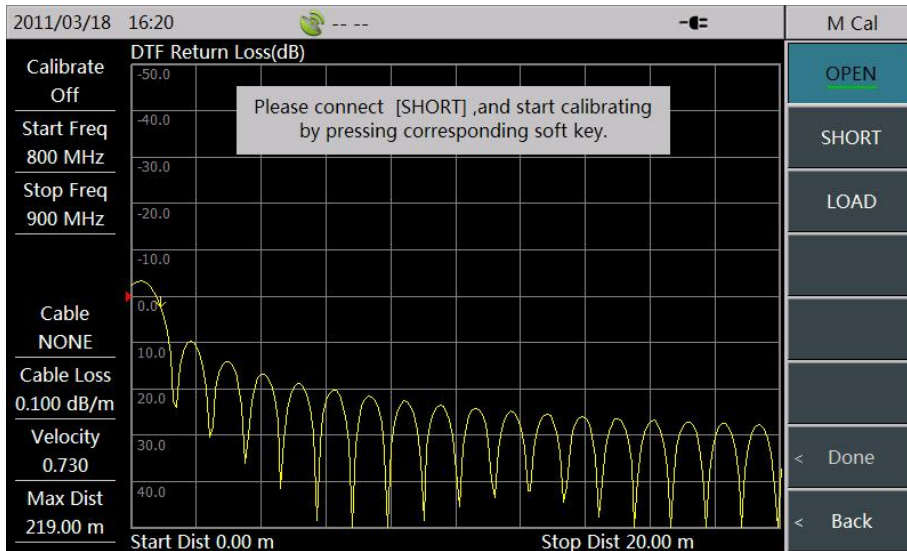 2011/03/18 16:20 -- -- M Cal
Calibrate
Off
Start Freq
800 MHz
Stop Freq
900 MHz
Cable
NONE
Cable Loss
0.100 dB/m
Velocity
0.730
Max Dist
219.00 m
DTF Return Loss(dB)
-50.0
-40.0
-30.0
-20.0
-10.0
0.0
10.0
20.0
30.0
40.0
Please connect [SHORT] ,and start calibrating
by pressing corresponding soft key.
Start Dist 0.00 m Stop Dist 20.00 m
OPEN
SHORT
LOAD
< Done
< Back